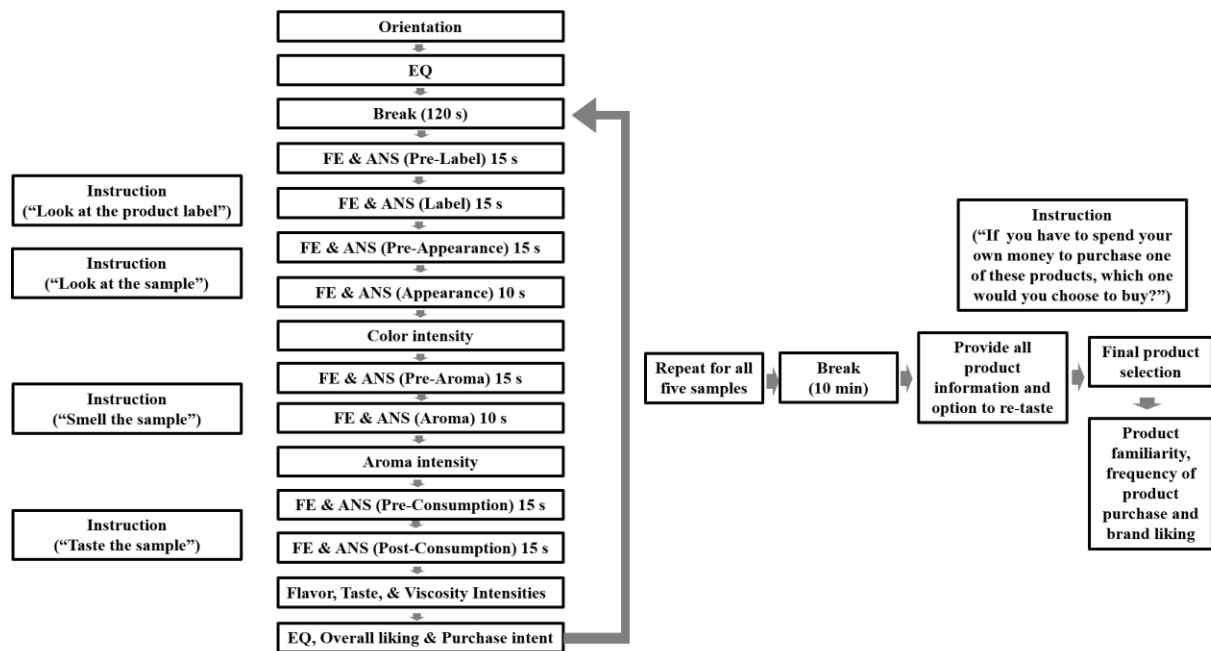 Orientation
EQ
Break (120 s)
FE & ANS (Pre-Label) 15 s
Instruction
(“Look at the product label”)
FE & ANS (Label) 15 s
FE & ANS (Pre-Appearance) 15 s
Instruction
(“Look at the sample”)
FE & ANS (Appearance) 10 s
Color intensity
FE & ANS (Pre-Aroma) 15 s
Instruction
(“Smell the sample”)
FE & ANS (Aroma) 10 s
Aroma intensity
FE & ANS (Pre-Consumption) 15 s
Instruction
(“Taste the sample”)
FE & ANS (Post-Consumption) 15 s
Flavor, Taste, & Viscosity Intensities
EQ, Overall liking & Purchase intent
Repeat for all
five samples
Break
(10 min)
Provide all
product
information and
option to re-taste
Instruction
(“If you have to spend your
own money to purchase one
of these products, which one
would you choose to buy?”)
Final product
selection
Product
familiarity,
frequency of
product
purchase and
brand liking